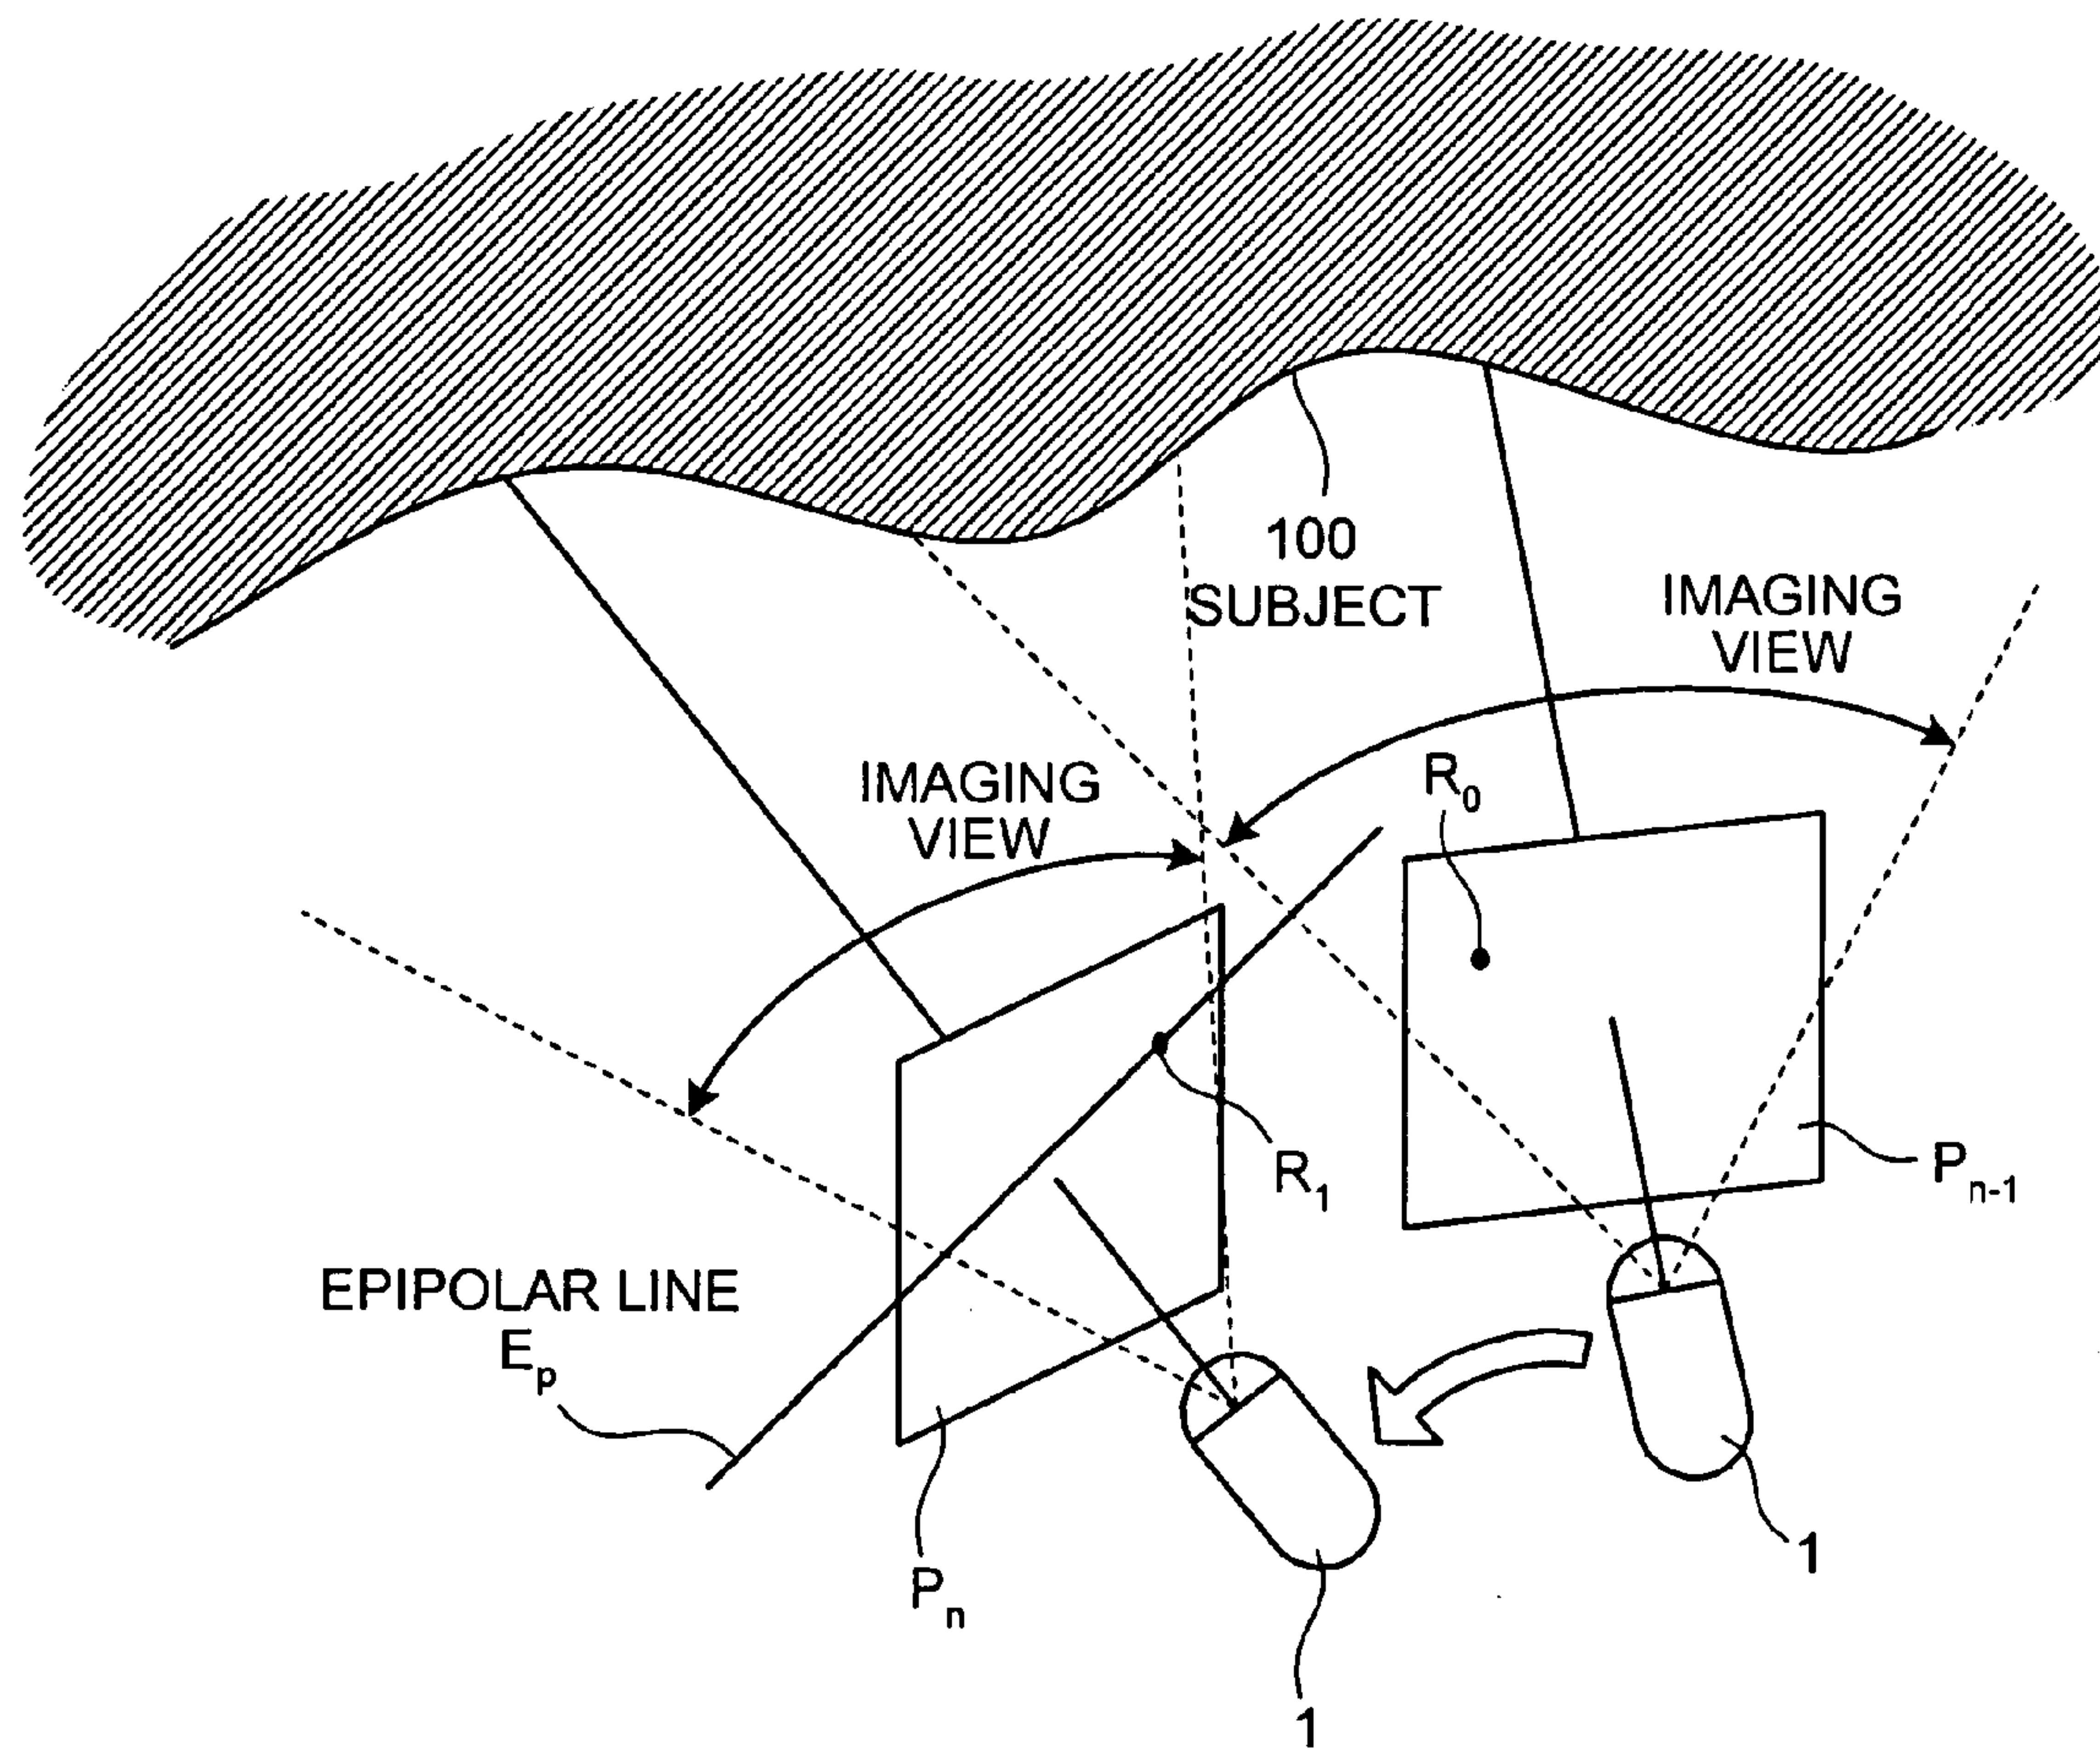 100
SUBJECT
IMAGING
VIEW
IMAGING
VIEW
R0
R1
Pn-1
EPIPOLAR LINE
Ep
Pn
1
1